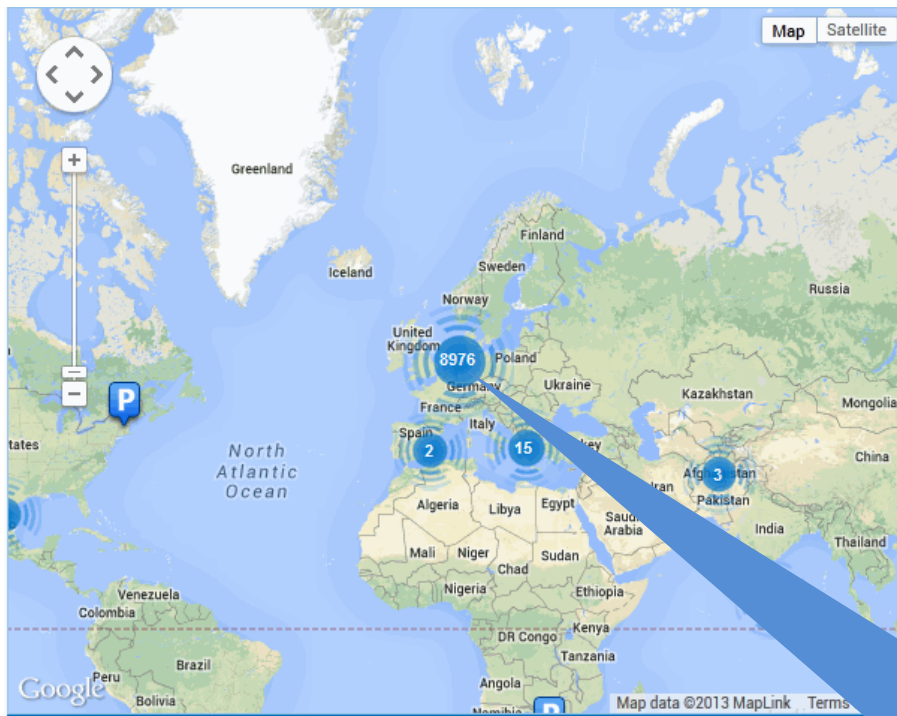 Map
Satellite
Greenland
Finland
Iceland
Sweden
Russia
Norway
United
Kingdom
8976
Poland
Germany
Ukraine
Kazakhstan
P
France
Mongolia
Italy
Spain
North
Atlantic
Ocean
2
15
China
3
Pakistan
Algeria
Libya
Egypt
Saudi
Arabia
India
Thailand
Mali
Niger
Sudan
Chad
Nigeria
Ethiopia
Venezuela
Colombia
Kenya
DR Congo
Tanzania
Brazil
Peru
Angola
Google
Bolivia
Map data ©2013 MapLink
Terms